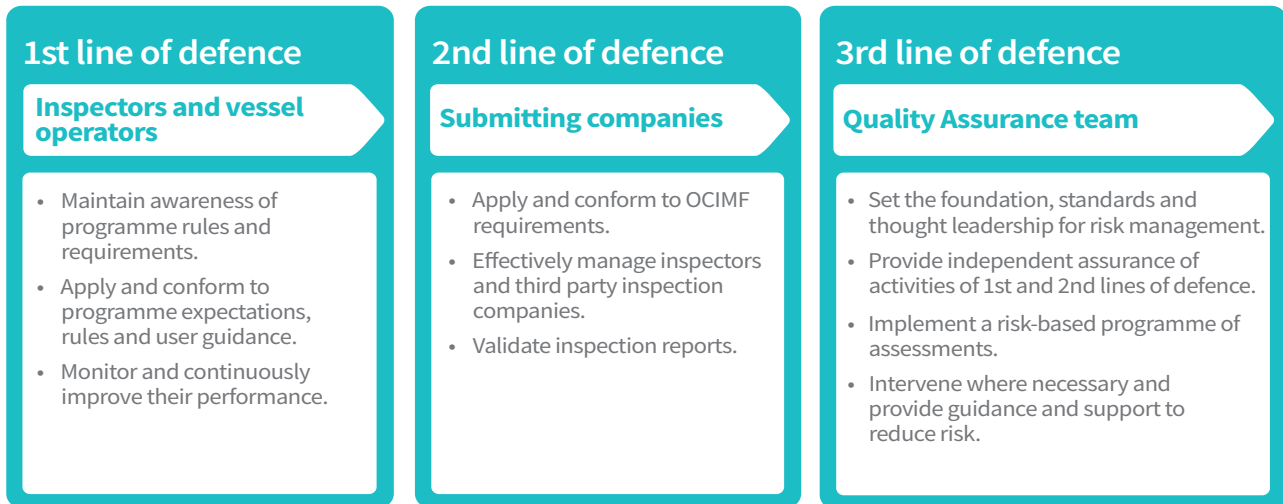 1st line of defence
Inspectors and vessel
operators
• Maintain awareness of
programme rules and
requirements.
• Apply and conform to
programme expectations,
rules and user guidance.
• Monitor and continuously
improve their performance.
2nd line of defence
Submitting companies
• Apply and conform to OCIMF
requirements.
• Effectively manage inspectors
and third party inspection
companies.
• Validate inspection reports.
3rd line of defence
Quality Assurance team
• Set the foundation, standards and
thought leadership for risk management.
• Provide independent assurance of
activities of 1st and 2nd lines of defence.
• Implement a risk-based programme of
assessments.
• Intervene where necessary and
provide guidance and support to
reduce risk.